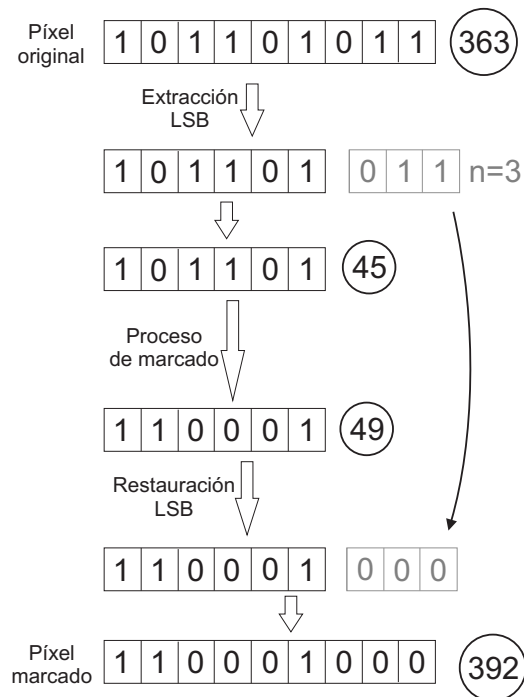 Píxel
original
1 0 1 1 0 1 0 1 1
363
Extracción
LSB
1 0 1 1 0 1
0 1 1
n=3
1 0 1 1 0 1
45
Proceso
de marcado
1 1 0 0 0 1
49
Restauración
LSB
1 1 0 0 0 1
0 0 0
Píxel
marcado
1 1 0 0 0 1 0 0 0
392